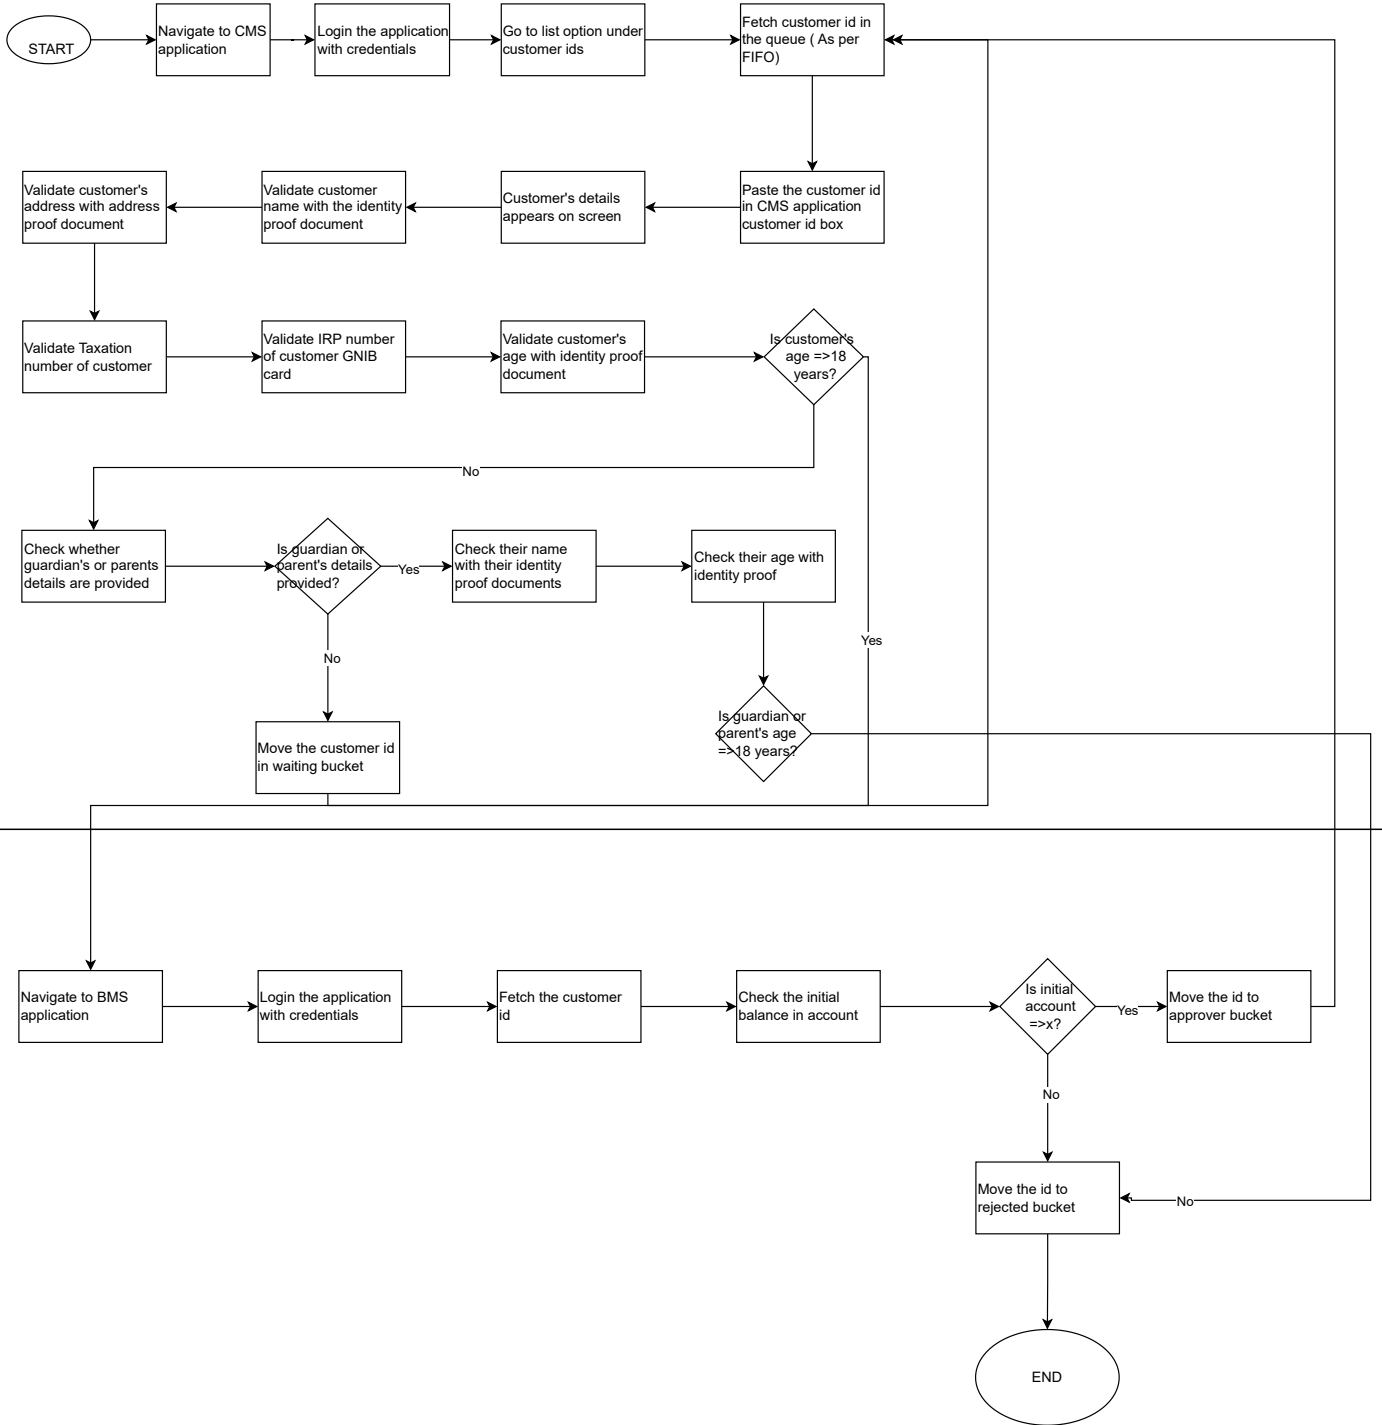 START
Navigate to CMS
application
Login the application
with credentials
Go to list option under
customer ids
Fetch customer id in
the queue ( As per
FIFO)
Validate customer's
address with address
proof document
Validate customer
name with the identity
proof document
Customer's details
appears on screen
Paste the customer id
in CMS application
customer id box
Validate Taxation
number of customer
Validate IRP number
of customer GNIB
card
Validate customer's
age with identity proof
document
Is customer's
age =>18
years?
No
Check whether
guardian's or parents
details are provided
Is guardian or
parent's details
provided?
Yes
Check their name
with their identity
proof documents
Check their age with
identity proof
Yes
No
Move the customer id
in waiting bucket
Is guardian or
parent's age
=>18 years?
Navigate to BMS
application
Login the application
with credentials
Fetch the customer
id
Check the initial
balance in account
Is initial
account
=>x?
Yes
Move the id to
approver bucket
No
Move the id to
rejected bucket
No
END